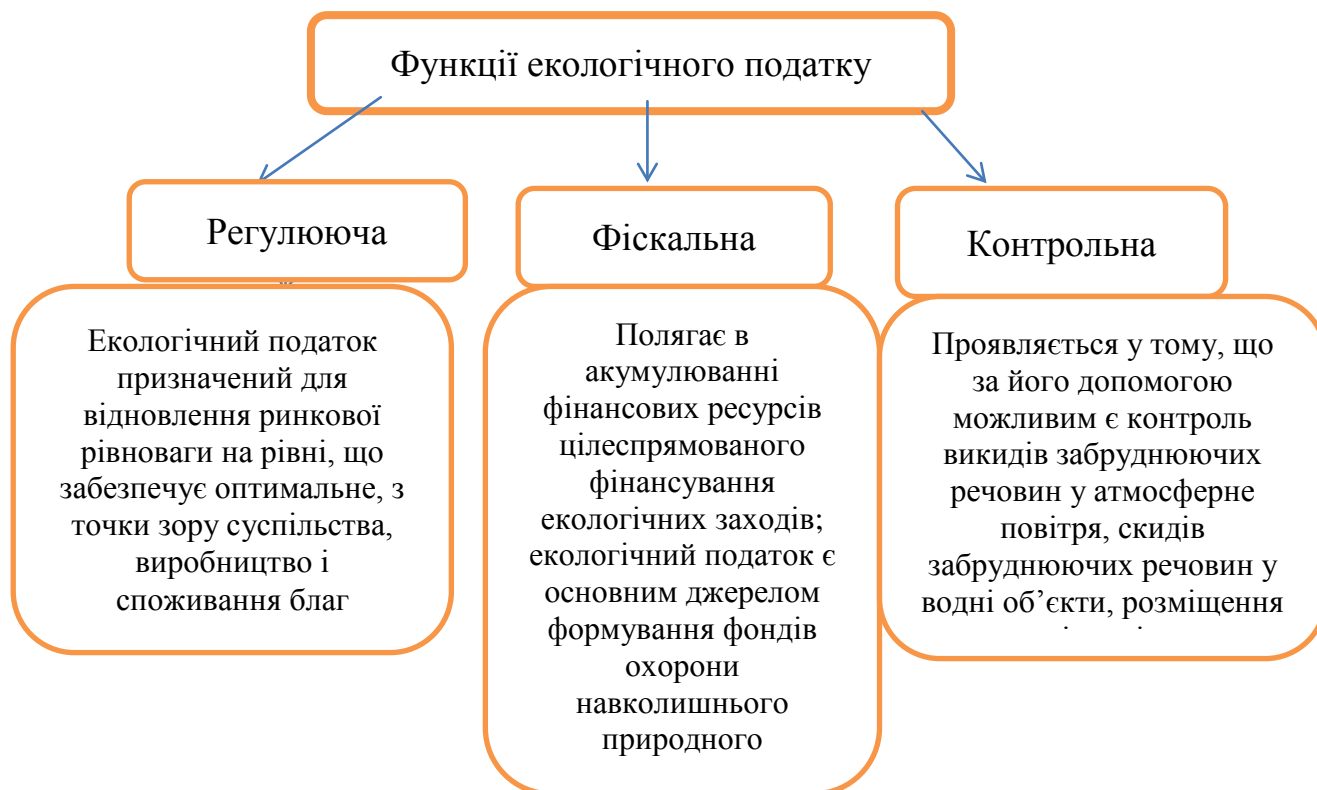 Функції екологічного податку
Регулююча
Фіскальна
Контрольна
Екологічний податок
призначений для
відновлення ринкової
рівноваги на рівні, що
забезпечує оптимальне, з
точки зору суспільства,
виробництво і
споживання благ
Полягає в
акумулюванні
фінансових ресурсів
цілеспрямованого
фінансування
екологічних заходів;
екологічний податок є
основним джерелом
формування фондів
охорони
навколишнього
природного
Проявляється у тому, що
за його допомогою
можливим є контроль
викидів забруднюючих
речовин у атмосферне
повітря, скидів
забруднюючих речовин у
водні об’єкти, розміщення